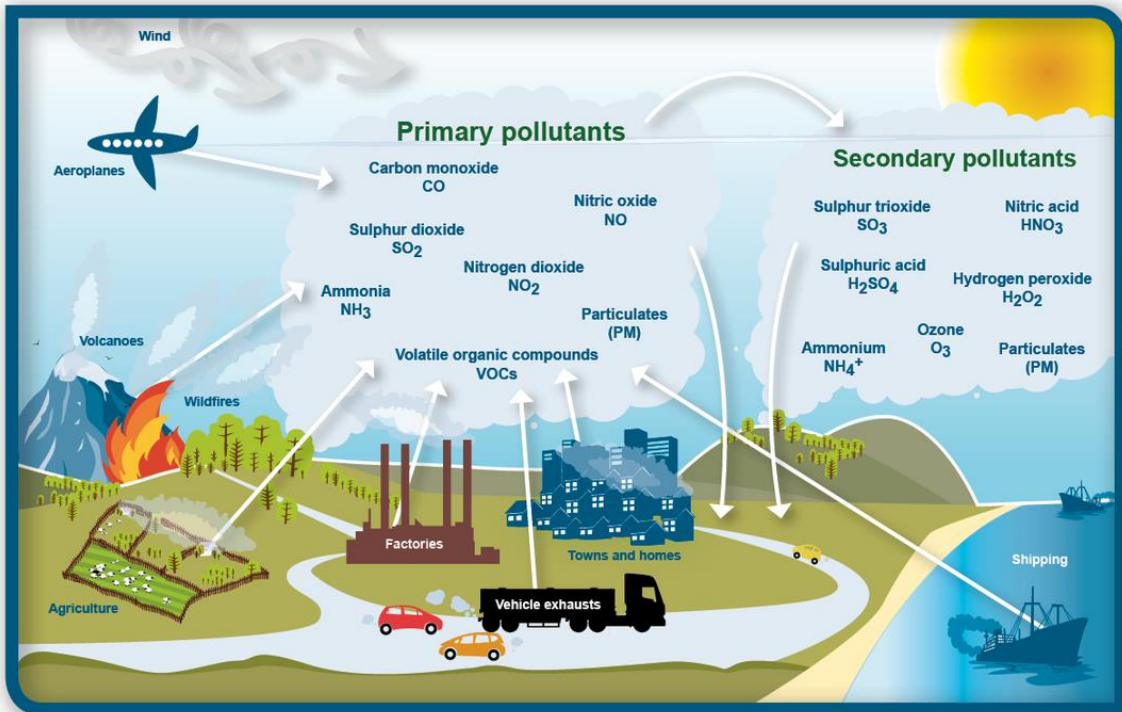 Wind
Aeroplanes
Primary pollutants
Carbon monoxide
CO
Nitric oxide
NO
Sulphur dioxide
SO2
Nitrogen dioxide
NO2
Ammonia
NH3
Particulates
(PM)
Volatile organic compounds
VOCs
Secondary pollutants
Sulphur trioxide
SO3
Nitric acid
HNO3
Sulphuric acid
H2SO4
Hydrogen peroxide
H2O2
Ozone
O3
Ammonium
NH4+
Particulates
(PM)
Volcanoes
Wildfires
Agriculture
Factories
Towns and homes
Vehicle exhausts
Shipping